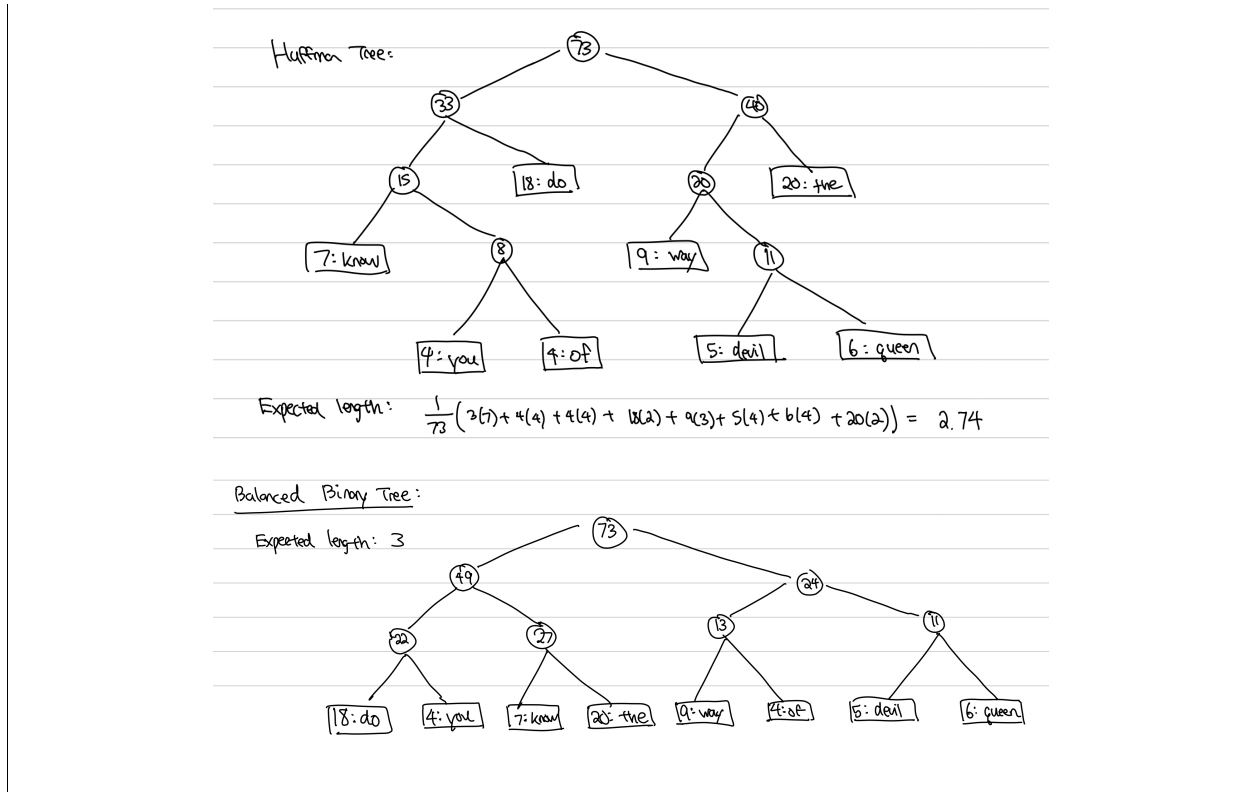 Huffman Tree:
73
33 40
15 18: do 20 20: the
7: know 8 9: way 11
4: you 4: of 5: devil 6: queen
Expected length: 1/73 (3(7) + 4(4) + 4(4) + 18(2) + 9(3) + 5(4) + 6(4) + 20(2)) = 2.74
Balanced Binary Tree:
73
Expected length: 3
49 24
22 27 13 11
18: do 4: you 7: know 20: the 9: way 4: of 5: devil 6: queen